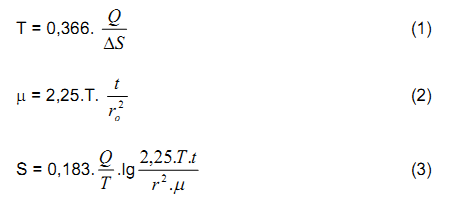 T = 0,366. Q/ΔS (1)
μ = 2,25.T. t/r_o^2 (2)
S = 0,183. Q/T .lg 2,25.T.t/r^2.μ (3)